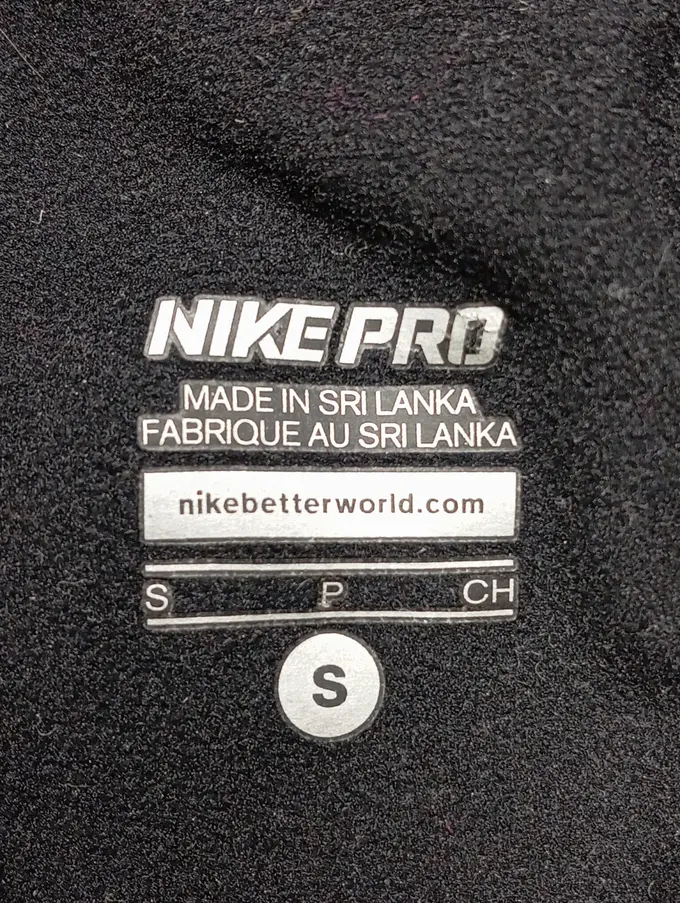 NIKE PRO
MADE IN SRI LANKA
FABRIQUE AU SRI LANKA
nikebetterworld.com
S P CH
S